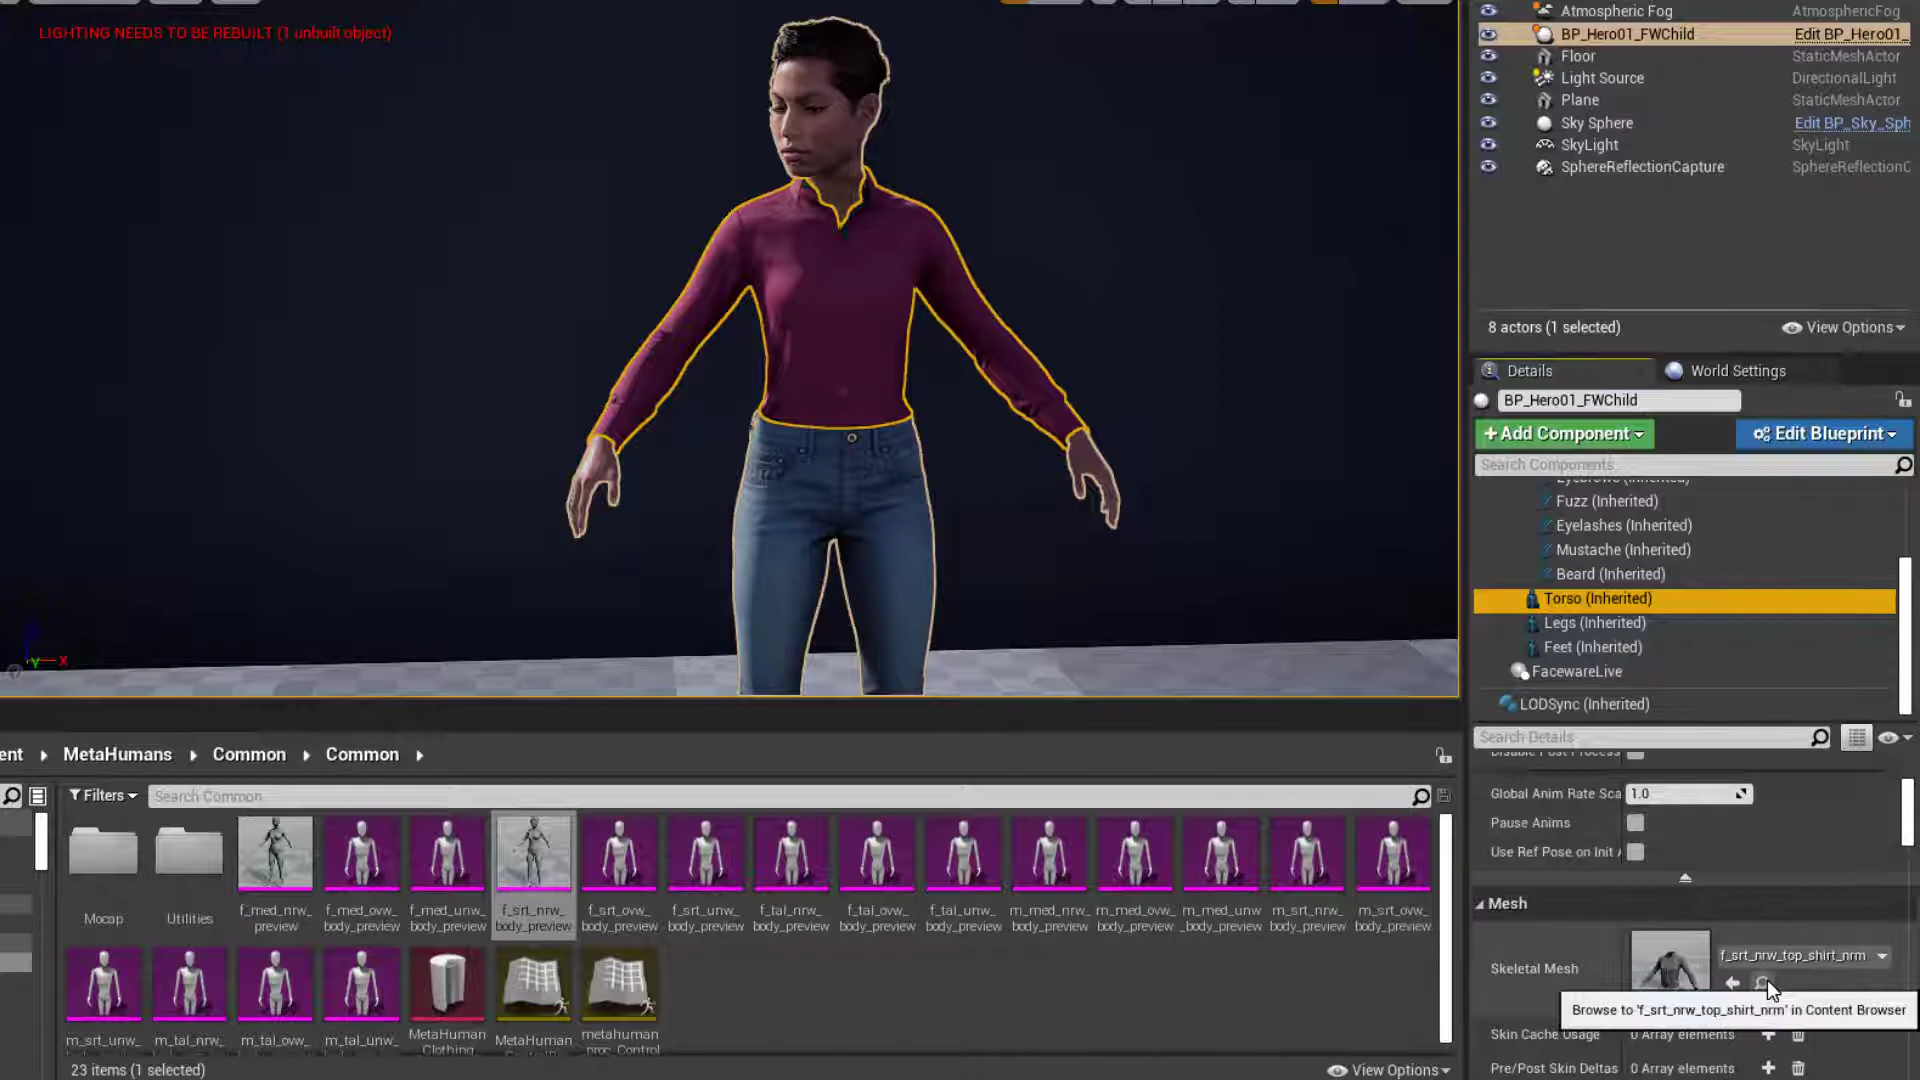 LIGHTING NEEDS TO BE REBUILT (1 unbuilt object)
Atmospheric Fog AtmosphericFog
BP_Hero01_FWChild Edit BP_Hero01_
Floor StaticMeshActor
Light Source DirectionalLight
Plane StaticMeshActor
Sky Sphere Edit BP_Sky_Sph
SkyLight SkyLight
SphereReflectionCapture SphereReflectionC
8 actors (1 selected) View Options
Details World Settings
BP_Hero01_FWChild
+Add Component Edit Blueprint
Search Components
Eyebrows (Inherited)
Fuzz (Inherited)
Eyelashes (Inherited)
Mustache (Inherited)
Beard (Inherited)
Torso (Inherited)
Legs (Inherited)
Feet (Inherited)
FacewareLive
LODSync (Inherited)
Search Details
Disable Post Process
Global Anim Rate Sca 1.0
Pause Anims
Use Ref Pose on Init A
Mesh
Skeletal Mesh f_srt_nrw_top_shirt_nrm
Browse to 'f_srt_nrw_top_shirt_nrm' in Content Browser
Skin Cache Usage 0 Array elements
Pre/Post Skin Deltas 0 Array elements
ent MetaHumans Common Common
Filters Search Common
Mocap
Utilities
f_med_nrw_
preview
f_med_ovw_
body_preview
f_med_unw_
body_preview
f_srt_nrw_
body_preview
f_srt_ovw_
body_preview
f_srt_unw_
body_preview
f_tal_nrw_
body_preview
f_tal_ovw_
body_preview
f_tal_unw_
body_preview
m_med_nrw_
body_preview
m_med_ovw_
body_preview
m_med_unw
_body_preview
m_srt_nrw_
body_preview
m_srt_ovw_
body_preview
m_srt_unw_
m_tal_nrw_
m_tal_ovw_
m_tal_unw_
MetaHuman
Clothing
MetaHuman
metahuman
proc_Control
23 items (1 selected) View Options
X
Y